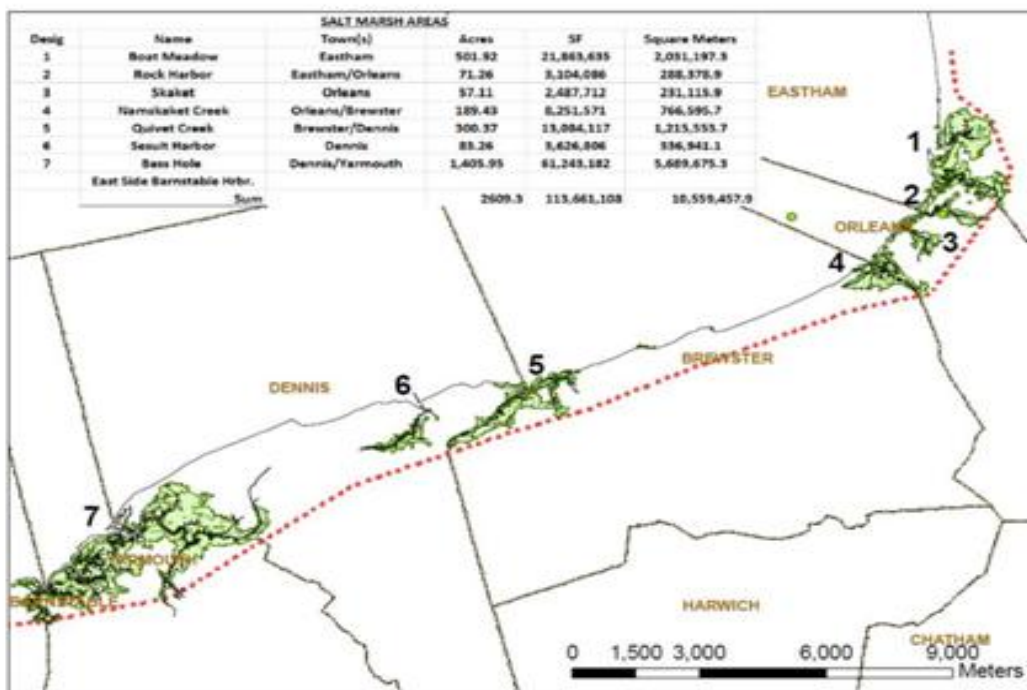 SALT MARSH AREAS
Desig Name Town(s) Acres SF Square Meters
1 Boat Meadow Eastham 501.92 21,863,635 2,031,197.3
2 Rock Harbor Eastham/Orleans 71.26 3,104,086 288,378.9
3 Skaket Orleans 57.11 2,487,712 231,115.9
4 Namskaket Creek Orleans/Brewster 189.43 8,251,571 766,595.7
5 Quivet Creek Brewster/Dennis 300.37 13,084,117 1,215,553.7
6 Sesuit Harbor Dennis 83.26 3,626,806 336,941.1
7 Bass Hole Dennis/Yarmouth 1,405.95 61,243,182 5,689,675.3
East Side Barnstable Hrbr.
Sum 2609.3 113,661,108 10,559,457.9
EASTHAM
1
2
ORLEANS
3
4
BREWSTER
5
DENNIS
6
7
YARMOUTH
BARNSTABLE
HARWICH
CHATHAM
0 1,500 3,000 6,000 9,000
Meters